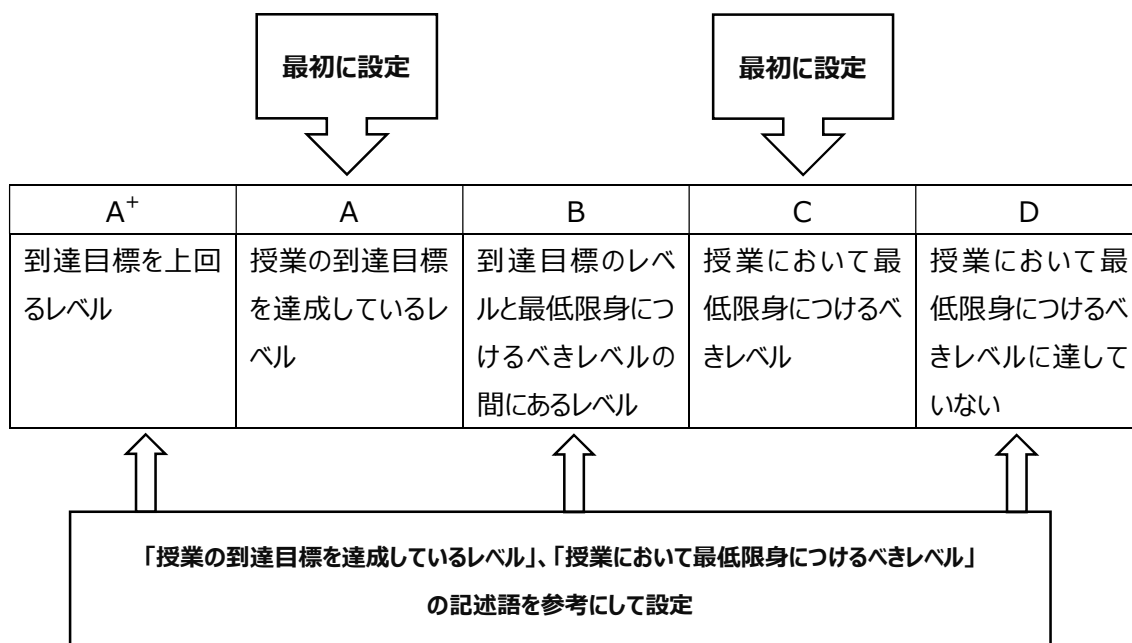 最初に設定
最初に設定
A+
A
B
C
D
到達目標を上回
るレベル
授業の到達目標
を達成しているレ
ベル
到達目標のレベ
ルと最低限身につ
けるべきレベルの
間にあるレベル
授業において最
低限身につけるべ
きレベル
授業において最
低限身につけるべ
きレベルに達して
いない
「授業の到達目標を達成しているレベル」、「授業において最低限身につけるべきレベル」
の記述語を参考にして設定